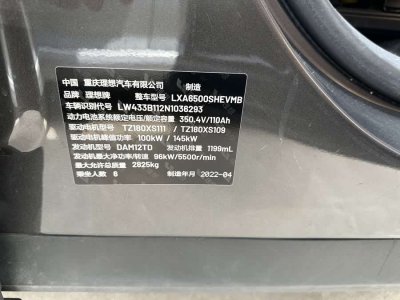 中国 重庆理想汽车有限公司 制造
品牌 理想牌 整车型号 LXA6500SHEVMB
车辆识别代号 LW433B112N1038293
动力电池系统额定电压/额定容量 350.4V/110Ah
驱动电机型号 TZ180XS111 / TZ180XS109
驱动电机峰值功率 100kW / 145kW
发动机型号 DAM12TD 发动机排量 1199mL
发动机最大净功率/转速 96kW/5500r/min
最大允许总质量 2825kg
乘坐人数 6 制造年月 2022-04